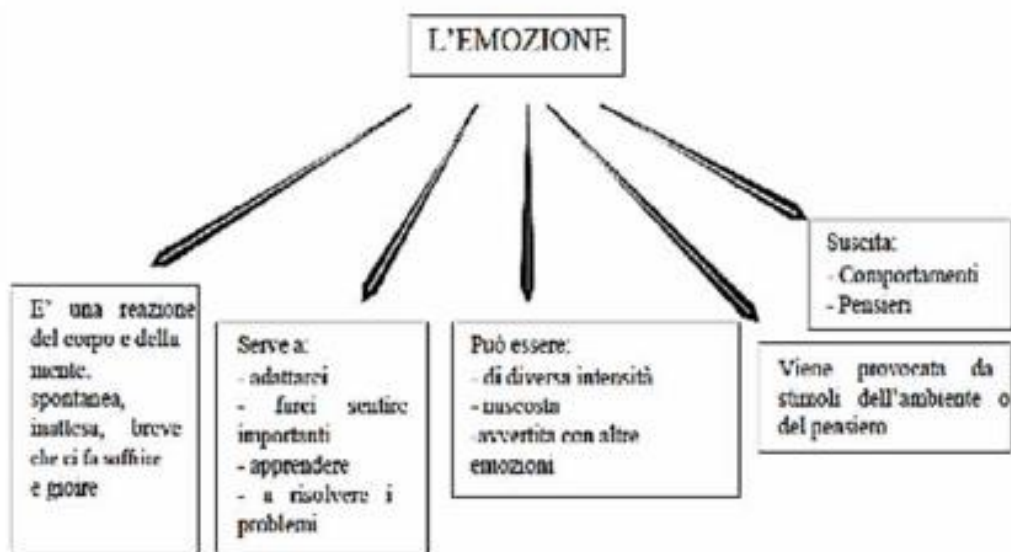 L'EMOZIONE
E' una reazione
del corpo e della
mente,
spontanea,
inattesa, breve
che ci fa soffrire
e gioire
Serve a:
- adattarci
- farci sentire
importanti
- apprendere
- a risolvere i
problemi
Può essere:
- di diversa intensità
- nascosta
-avvertita con altre
emozioni
Viene provocata da
stimoli dell'ambiente o
del pensiero
Suscita:
- Comportamenti
- Pensieri